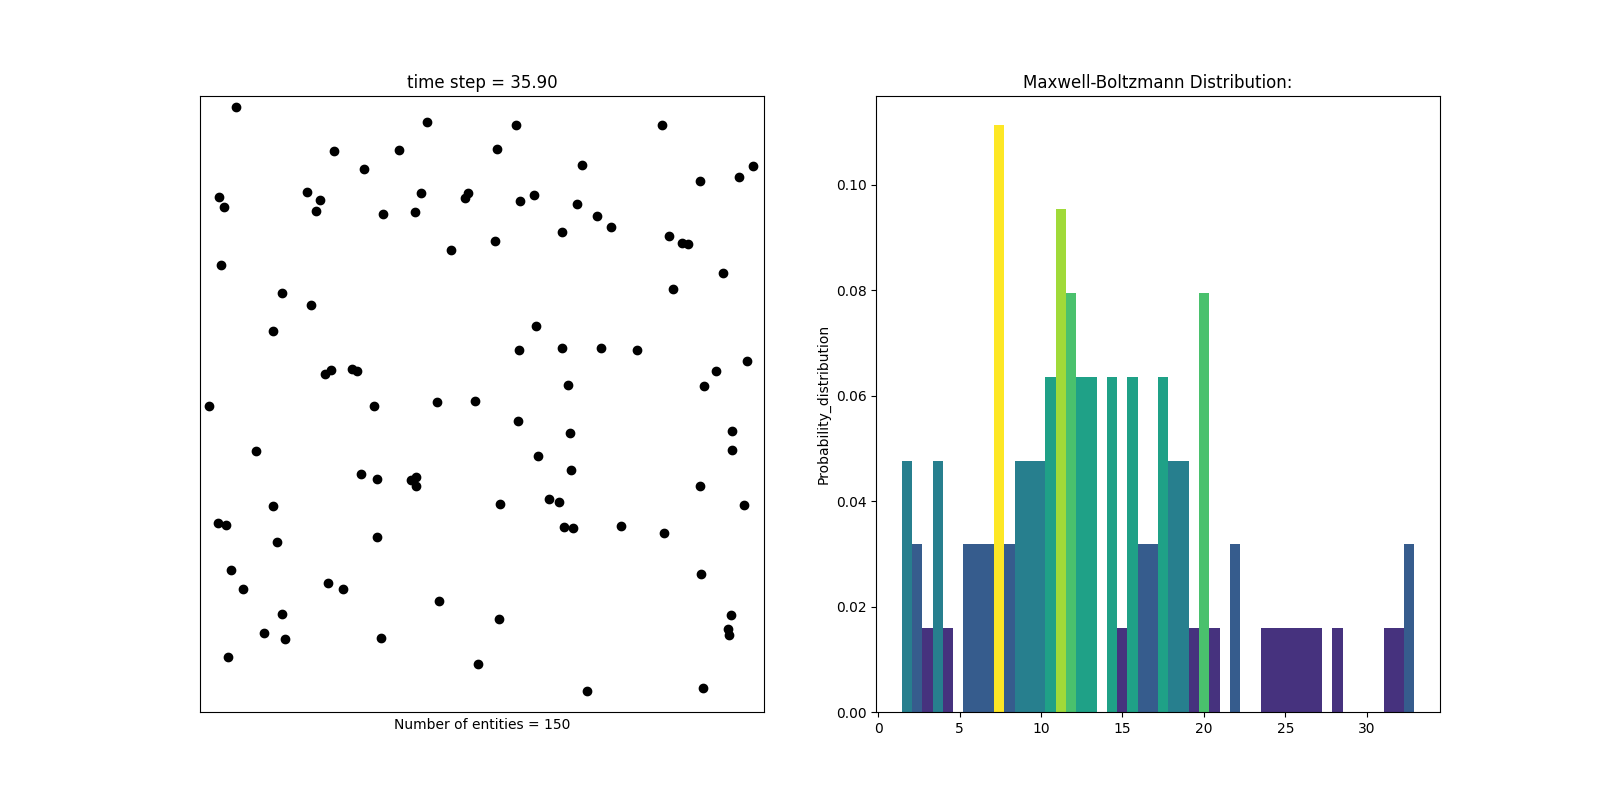 time step = 35.90
Number of entities = 150
Maxwell-Boltzmann Distribution:
Probability_distribution
0.10
0.08
0.06
0.04
0.02
0.00
0 5 10 15 20 25 30